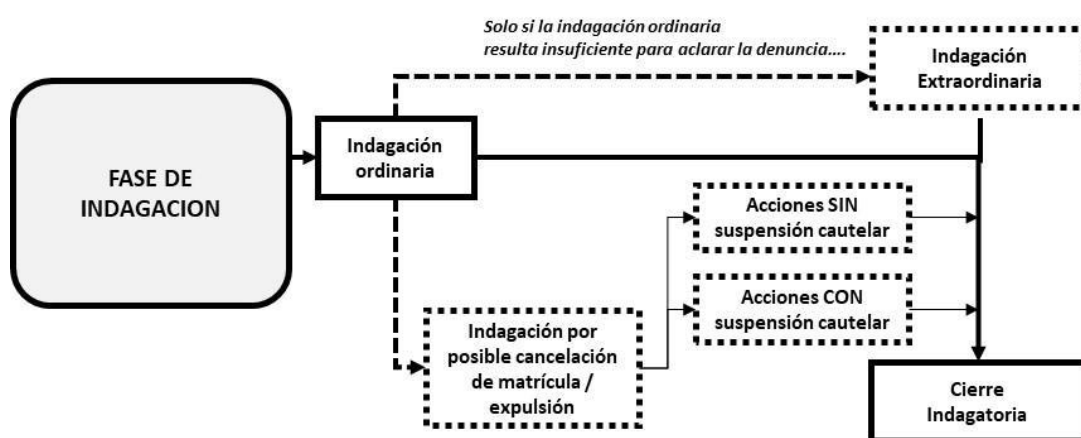 Solo si la indagación ordinaria
resulta insuficiente para aclarar la denuncia....
Indagación
Extraordinaria
FASE DE
INDAGACION
Indagación
ordinaria
Acciones SIN
suspensión cautelar
Acciones CON
suspensión cautelar
Indagación por
posible cancelación
de matrícula /
expulsión
Cierre
Indagatoria